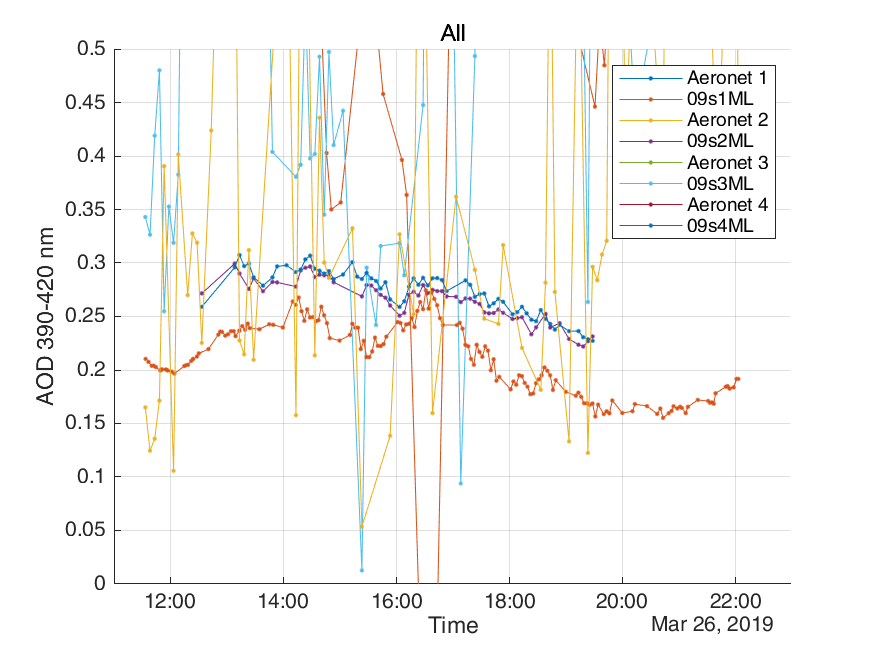 All
0.5
0.45
0.4
0.35
0.3
0.25
0.2
0.15
0.1
0.05
0
AOD 390-420 nm
Aeronet 1
09s1ML
Aeronet 2
09s2ML
Aeronet 3
09s3ML
Aeronet 4
09s4ML
12:00 14:00 16:00 18:00 20:00 22:00
Time
Mar 26, 2019